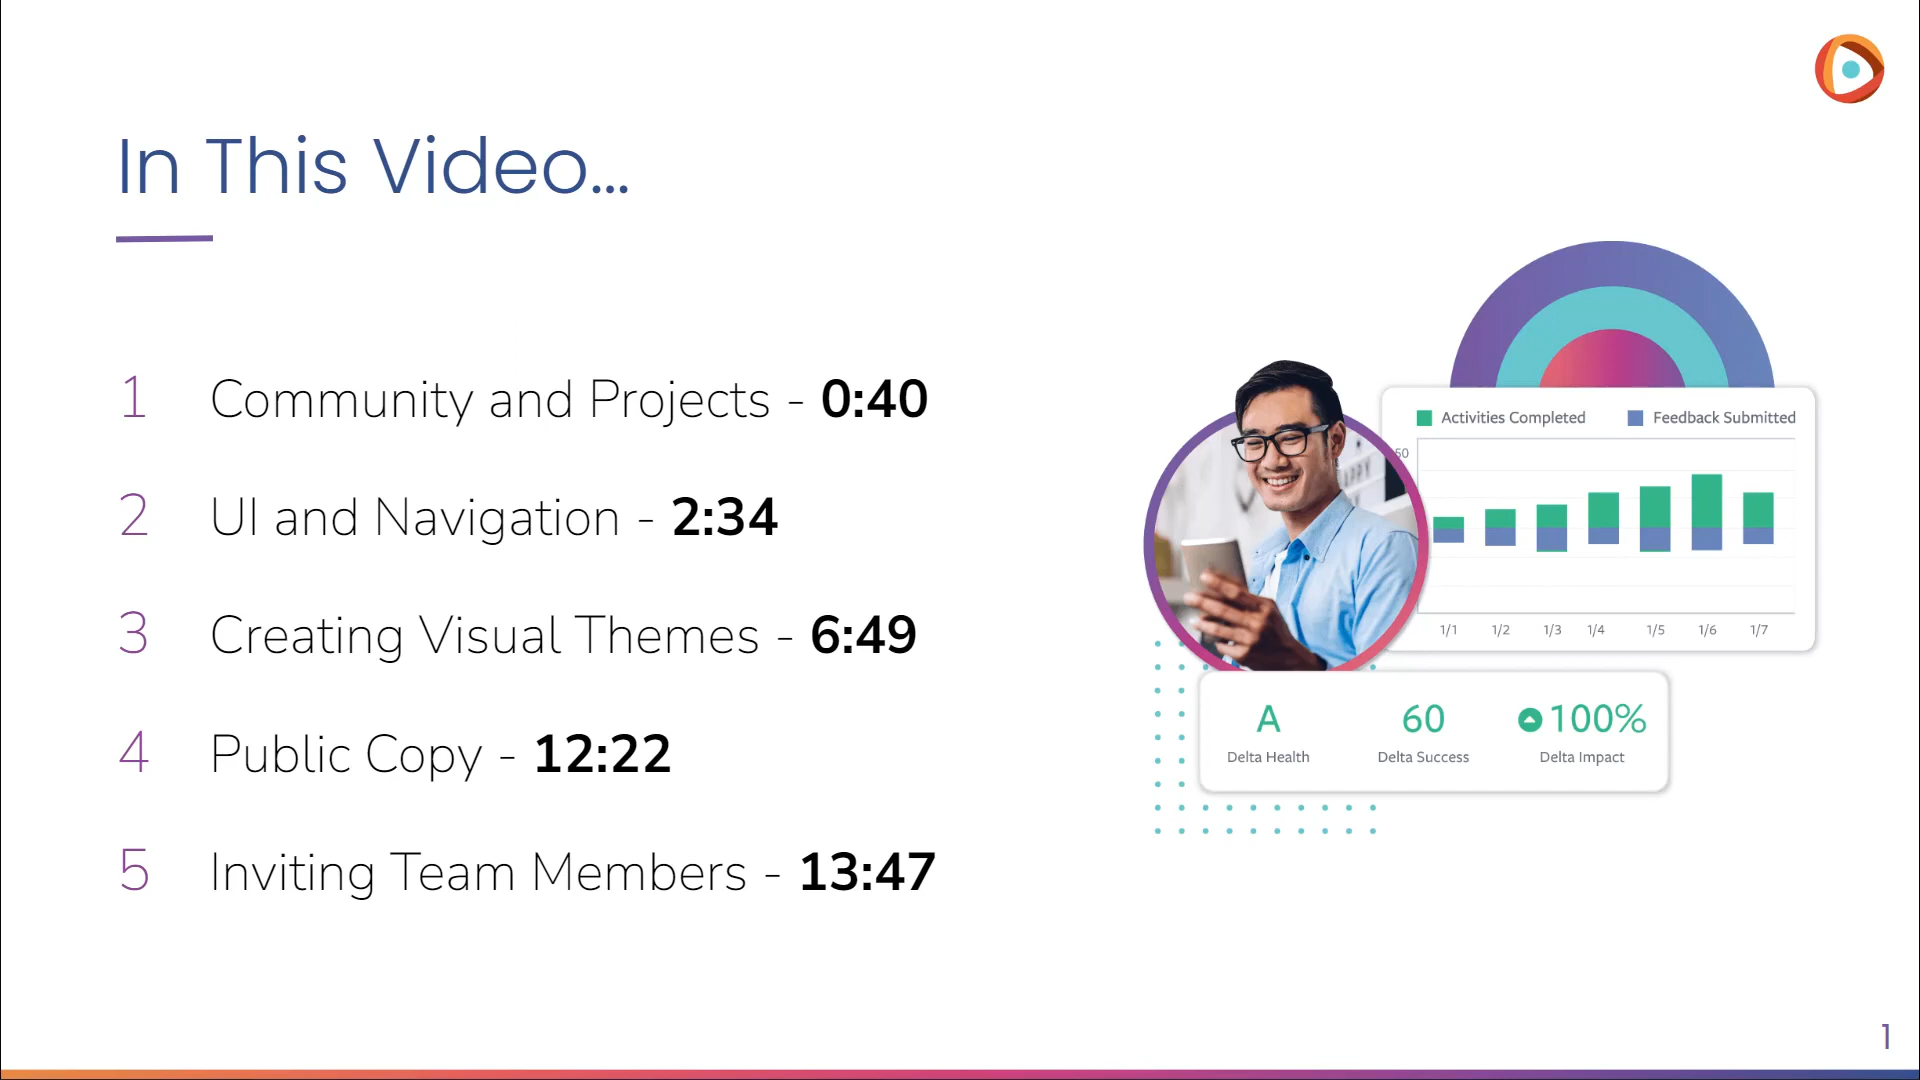 In This Video...
1 Community and Projects - 0:40
2 UI and Navigation - 2:34
3 Creating Visual Themes - 6:49
4 Public Copy - 12:22
5 Inviting Team Members - 13:47
Activities Completed Feedback Submitted
50
1/1 1/2 1/3 1/4 1/5 1/6 1/7
A 60 100%
Delta Health Delta Success Delta Impact
1